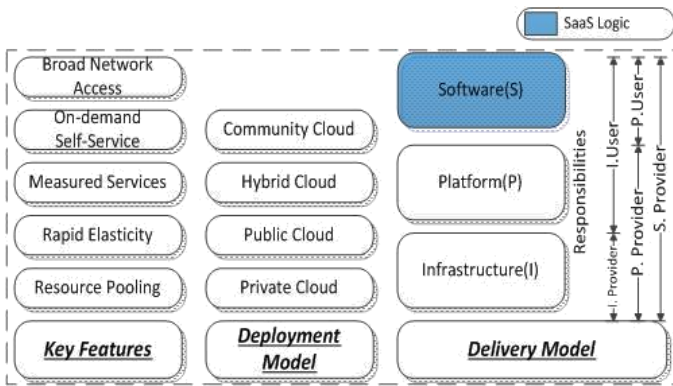 SaaS Logic
Broad Network
Access
On-demand
Self-Service
Measured Services
Rapid Elasticity
Resource Pooling
Key Features
Community Cloud
Hybrid Cloud
Public Cloud
Private Cloud
Deployment
Model
Software(S)
Platform(P)
Infrastructure(I)
Delivery Model
Responsibilities
I.User
I. Provider
P.User
P. Provider
S. Provider